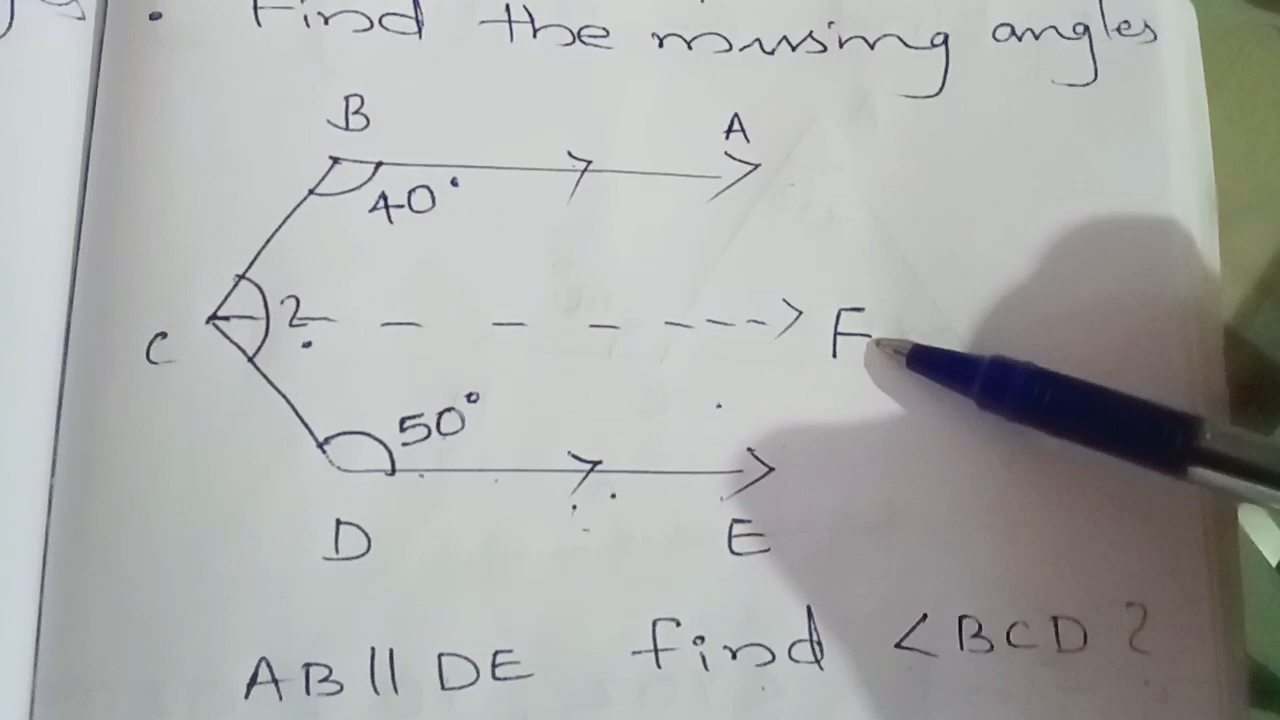 . Find the missing angles
B
A
40°
C
?
F
50°
D
E
AB || DE find <BCD?